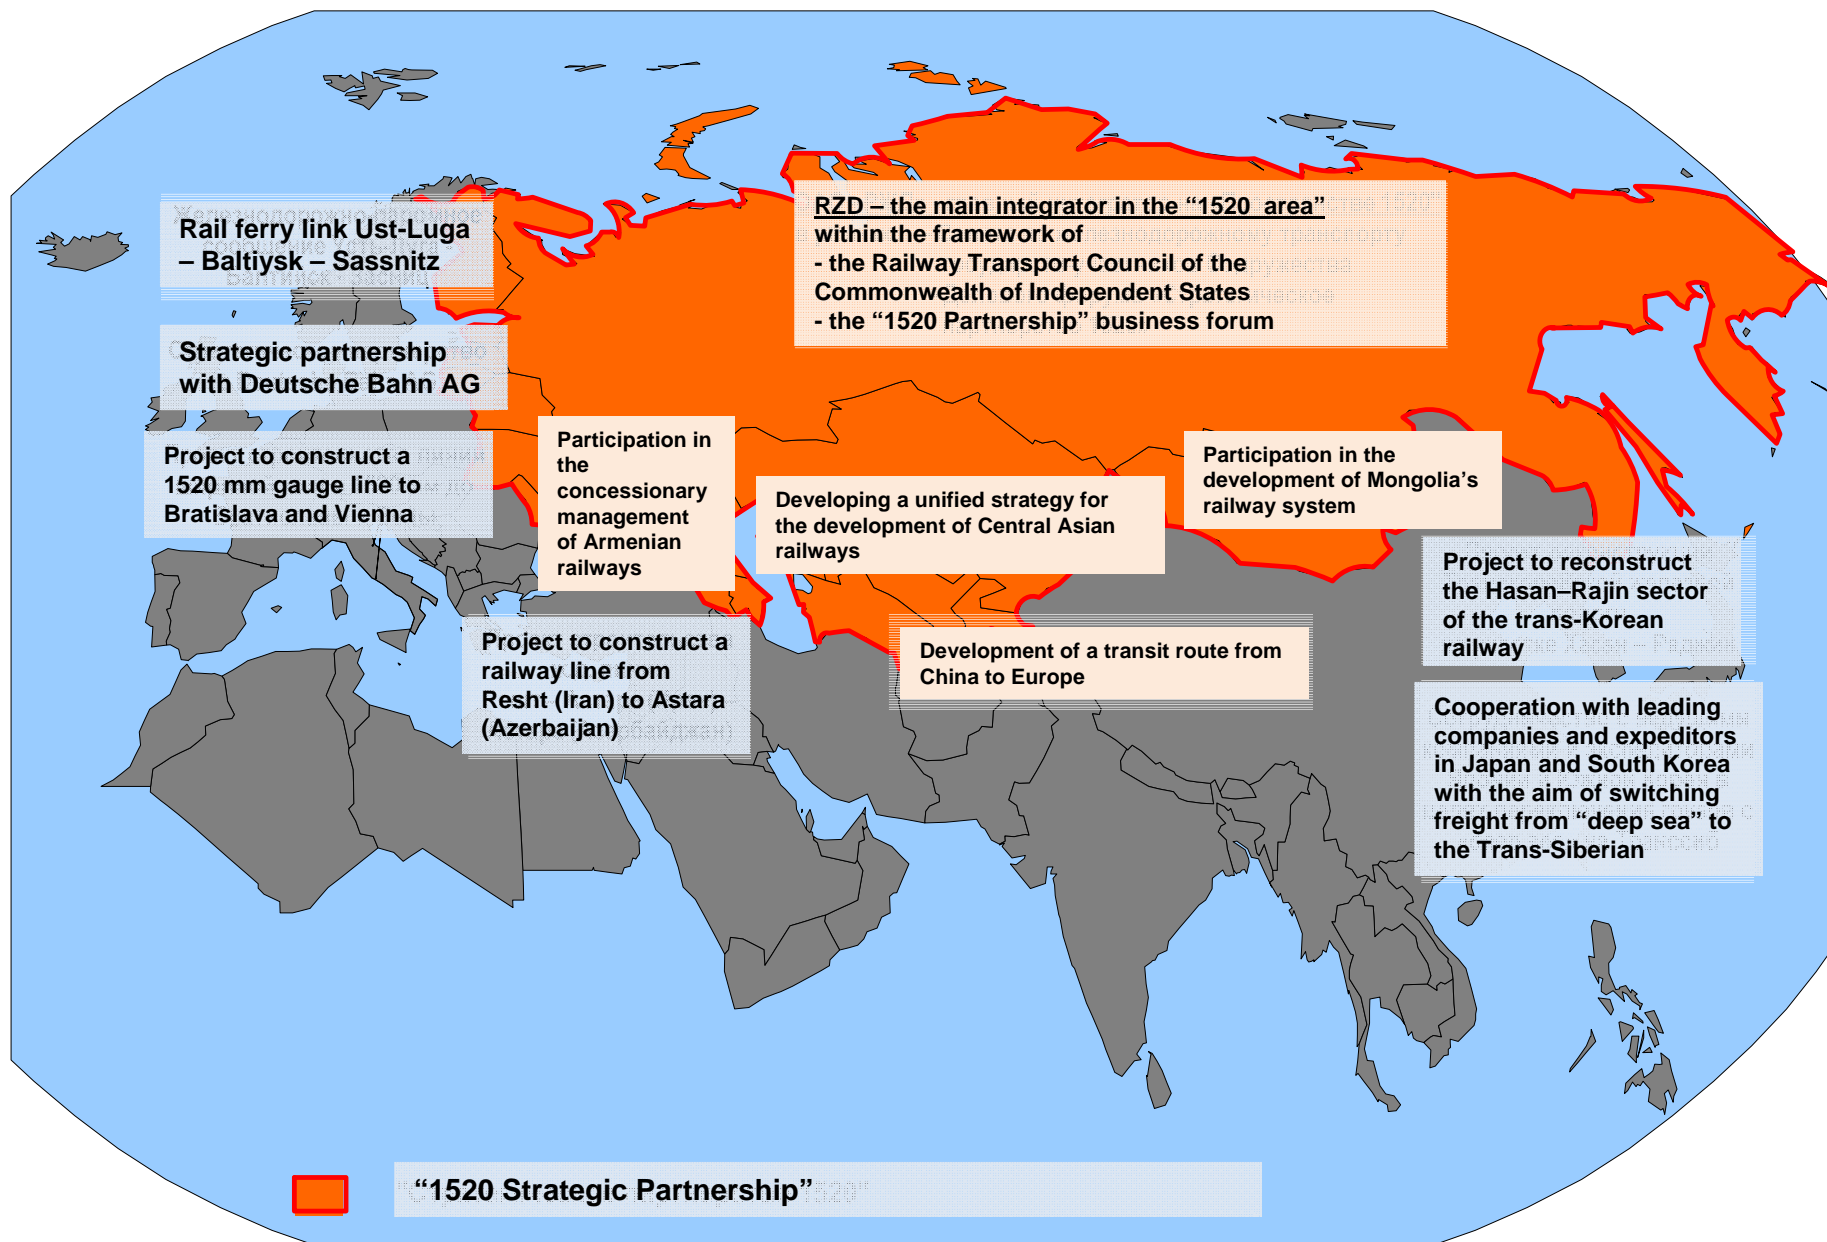 Rail ferry link Ust-Luga
– Baltiysk – Sassnitz
Strategic partnership
with Deutsche Bahn AG
Project to construct a
1520 mm gauge line to
Bratislava and Vienna
RZD – the main integrator in the “1520 area”
within the framework of
- the Railway Transport Council of the
Commonwealth of Independent States
- the “1520 Partnership” business forum
Participation in
the
concessionary
management
of Armenian
railways
Developing a unified strategy for
the development of Central Asian
railways
Participation in the
development of Mongolia’s
railway system
Project to construct a
railway line from
Resht (Iran) to Astara
(Azerbaijan)
Development of a transit route from
China to Europe
Project to reconstruct
the Hasan–Rajin sector
of the trans-Korean
railway
Cooperation with leading
companies and expeditors
in Japan and South Korea
with the aim of switching
freight from “deep sea” to
the Trans-Siberian
“1520 Strategic Partnership”